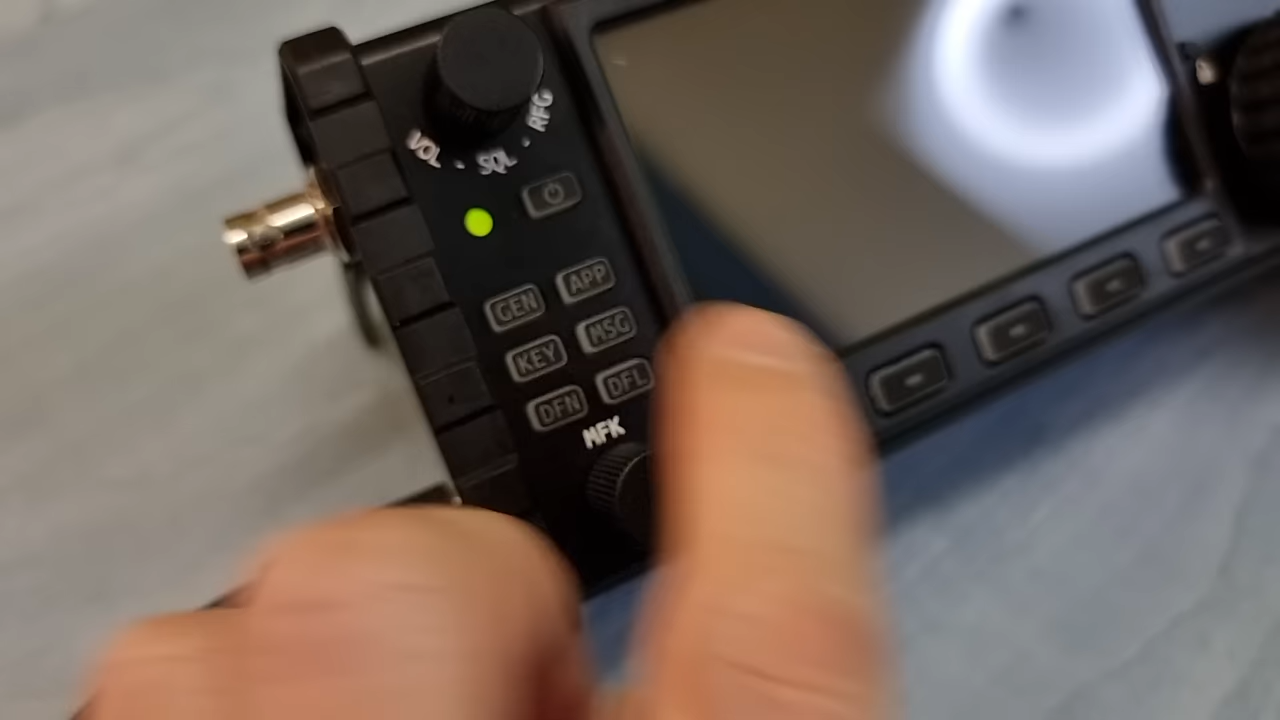 VOL · SQL · RFG
GEN APP
KEY MSG
DFN DFL
MFK